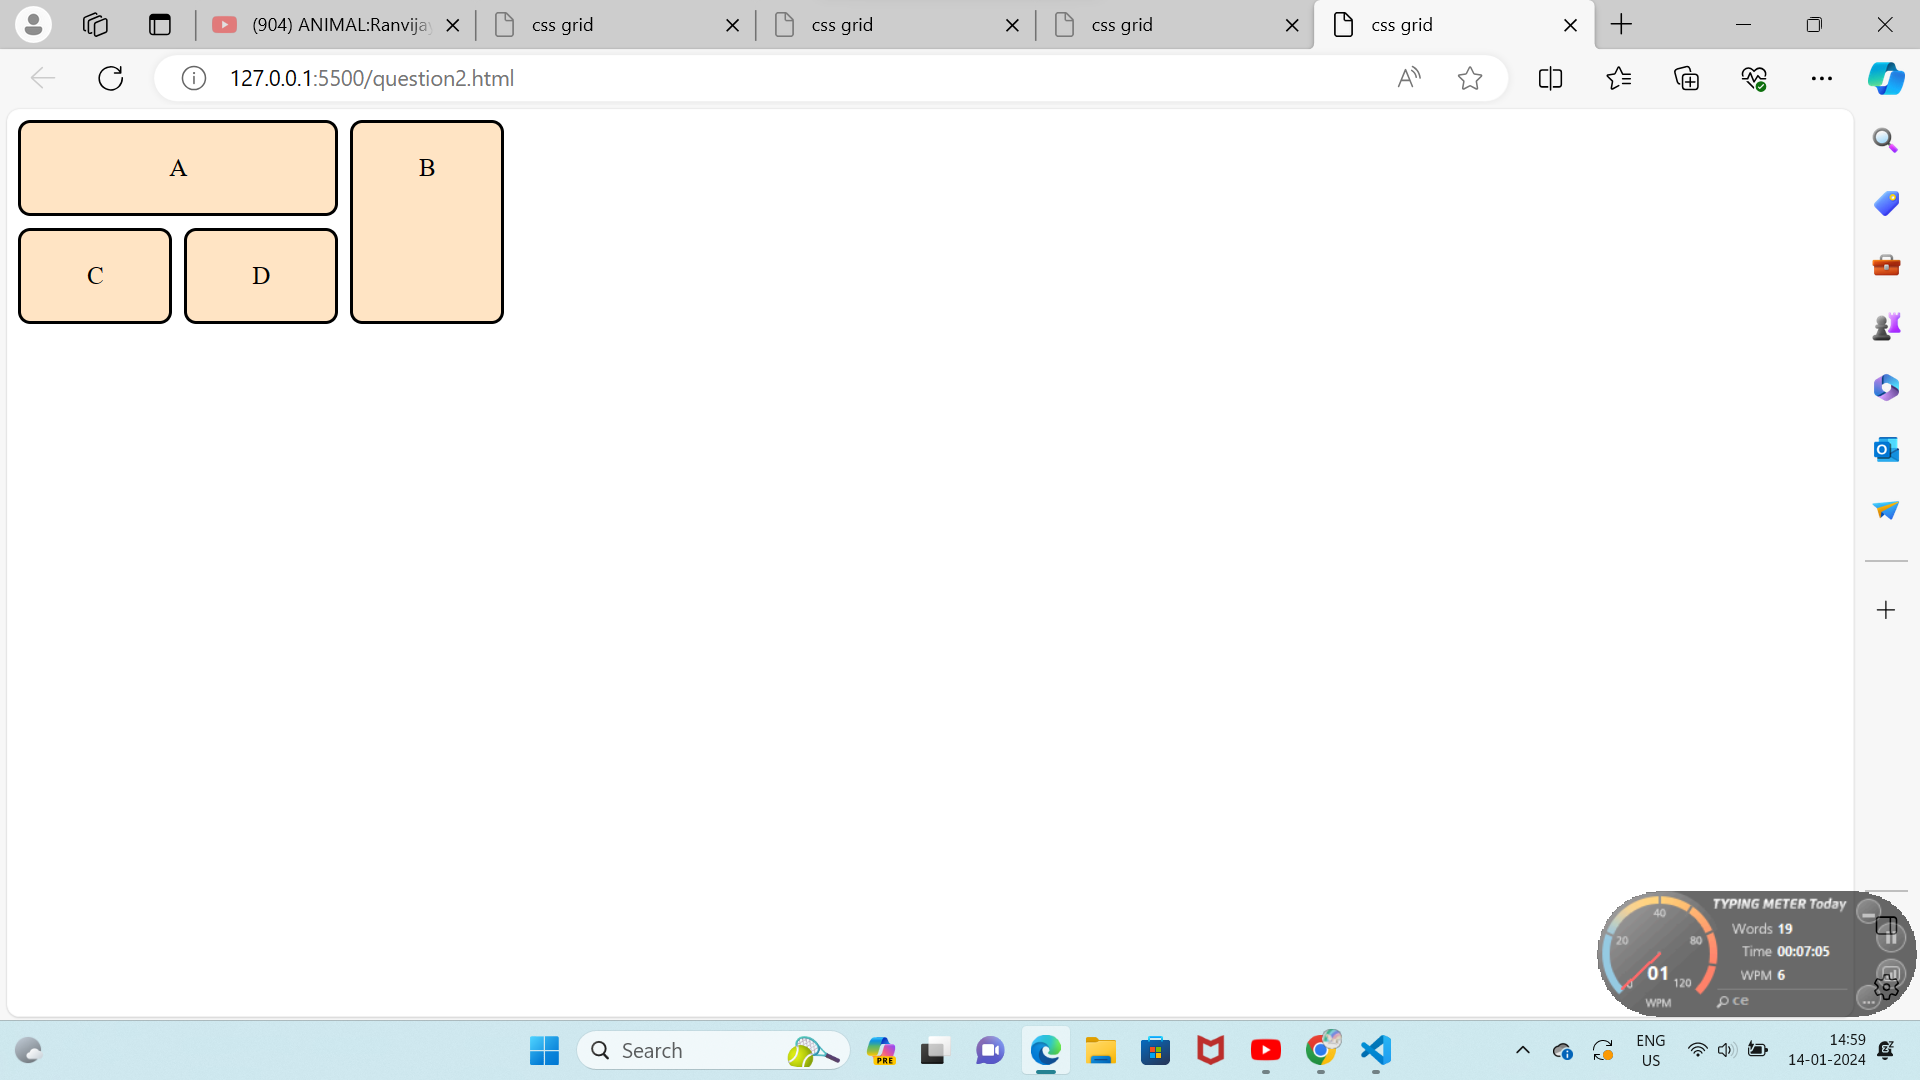 (904) ANIMAL:Ranvijay
css grid
css grid
css grid
css grid
127.0.0.1:5500/question2.html
A
B
C
D
TYPING METER Today
Words 19
Time 00:07:05
WPM 6
ce
0
20
40
80
120
01
WPM
Search
PRE
ENG
US
14:59
14-01-2024